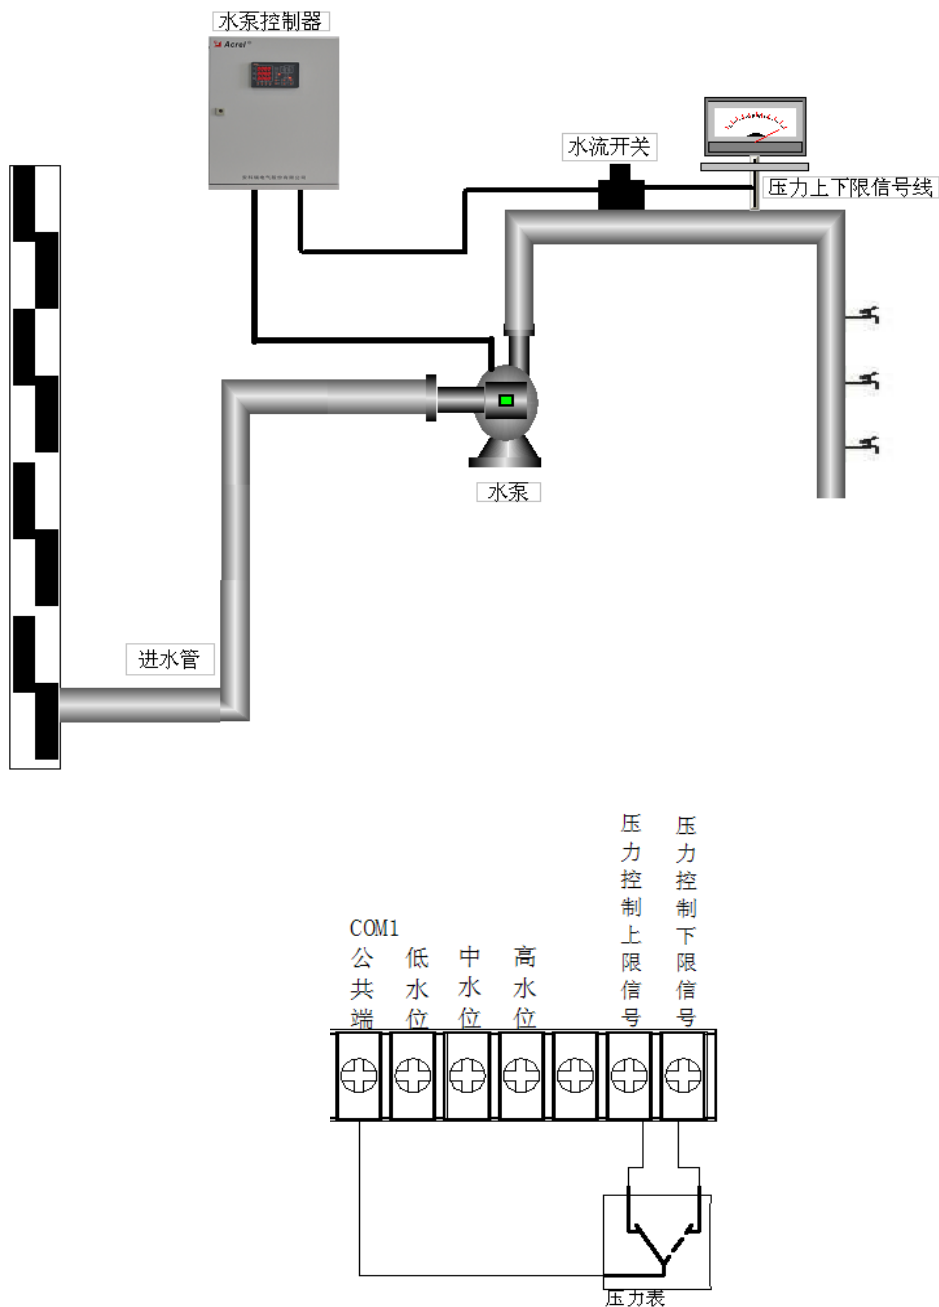 水泵控制器
Acrel®
水流开关
压力上下限信号线
水泵
进水管
压力控制上限信号
压力控制下限信号
COM1
公共端
低水位
中水位
高水位
压力表